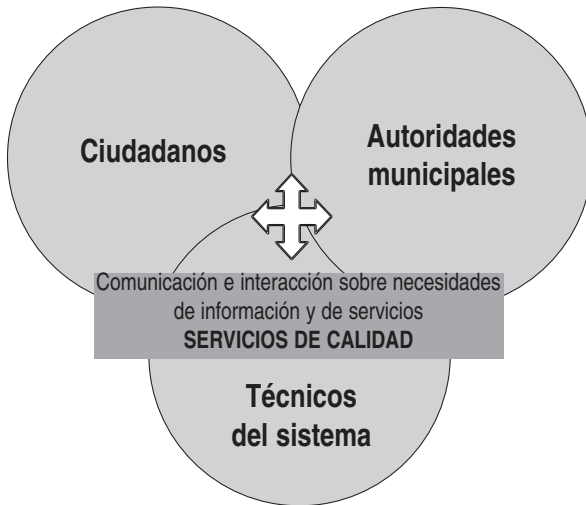 Ciudadanos
Autoridades
municipales
Comunicación e interacción sobre necesidades
de información y de servicios
SERVICIOS DE CALIDAD
Técnicos
del sistema